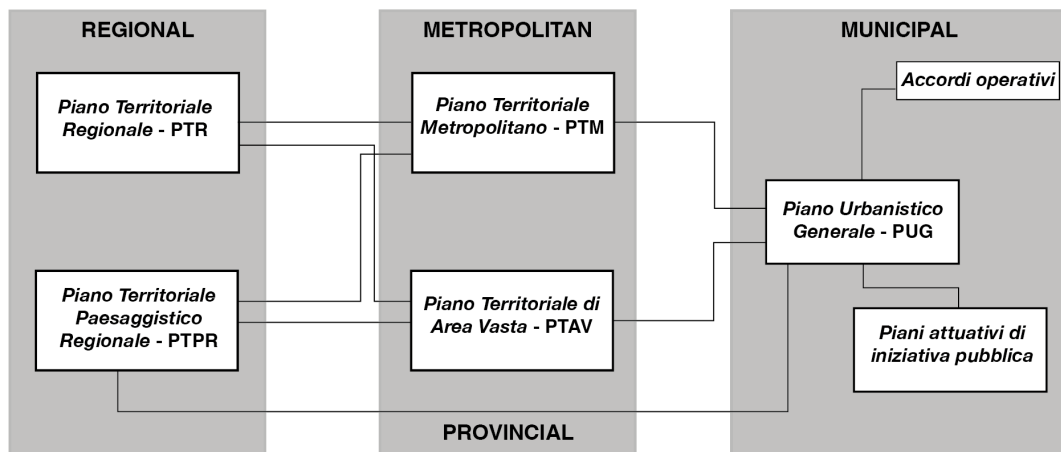 REGIONAL
Piano Territoriale
Regionale - PTR
Piano Territoriale
Paesaggistico
Regionale - PTPR
METROPOLITAN
Piano Territoriale
Metropolitano - PTM
Piano Territoriale di
Area Vasta - PTAV
PROVINCIAL
MUNICIPAL
Accordi operativi
Piano Urbanistico
Generale - PUG
Piani attuativi di
iniziativa pubblica